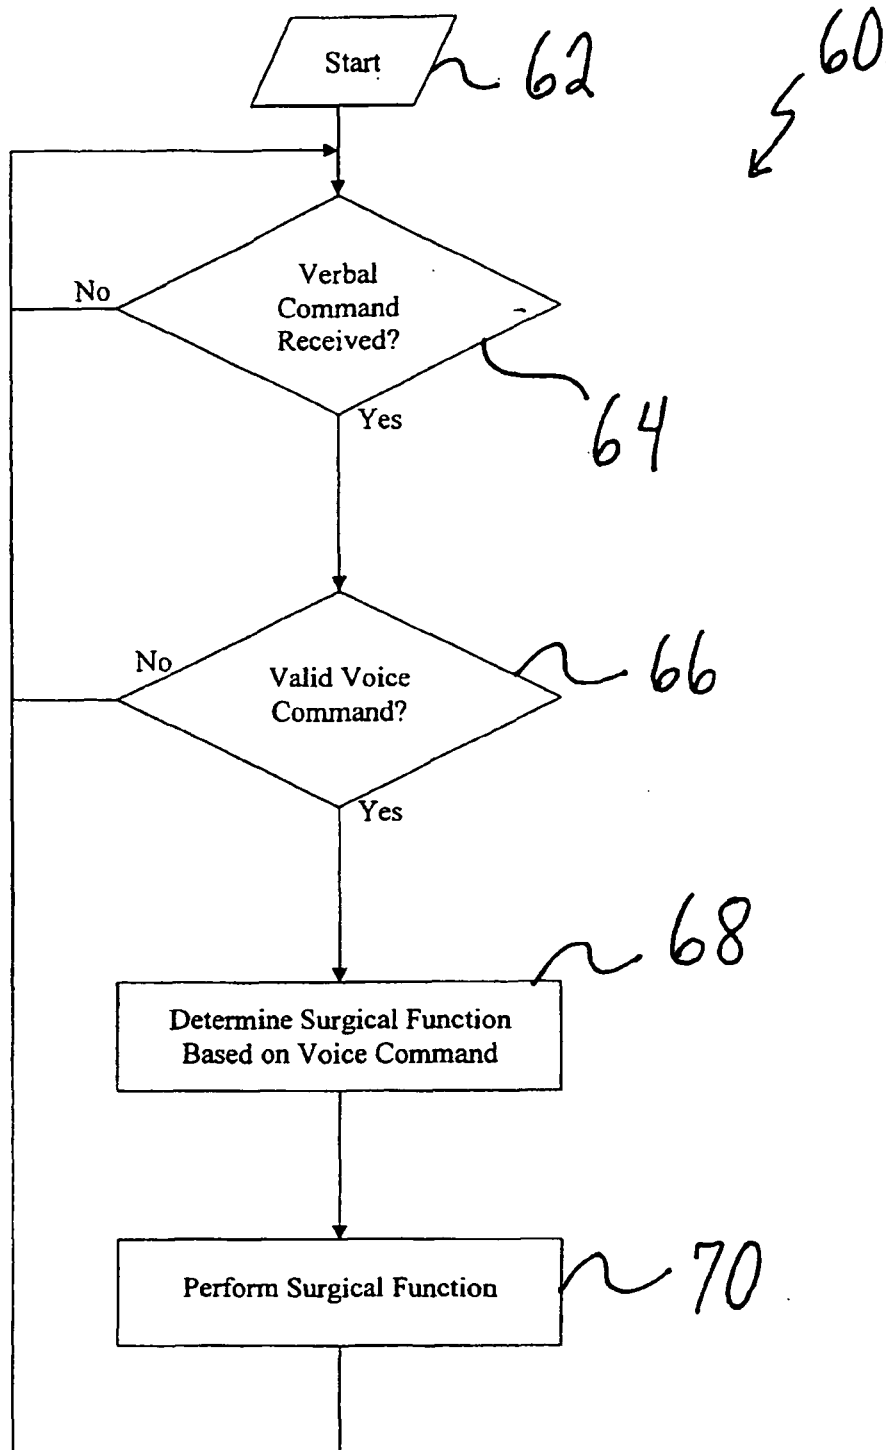 Start
62
60
Verbal
Command
Received?
No
64
Yes
No
Valid Voice
Command?
66
Yes
68
Determine Surgical Function
Based on Voice Command
Perform Surgical Function
70